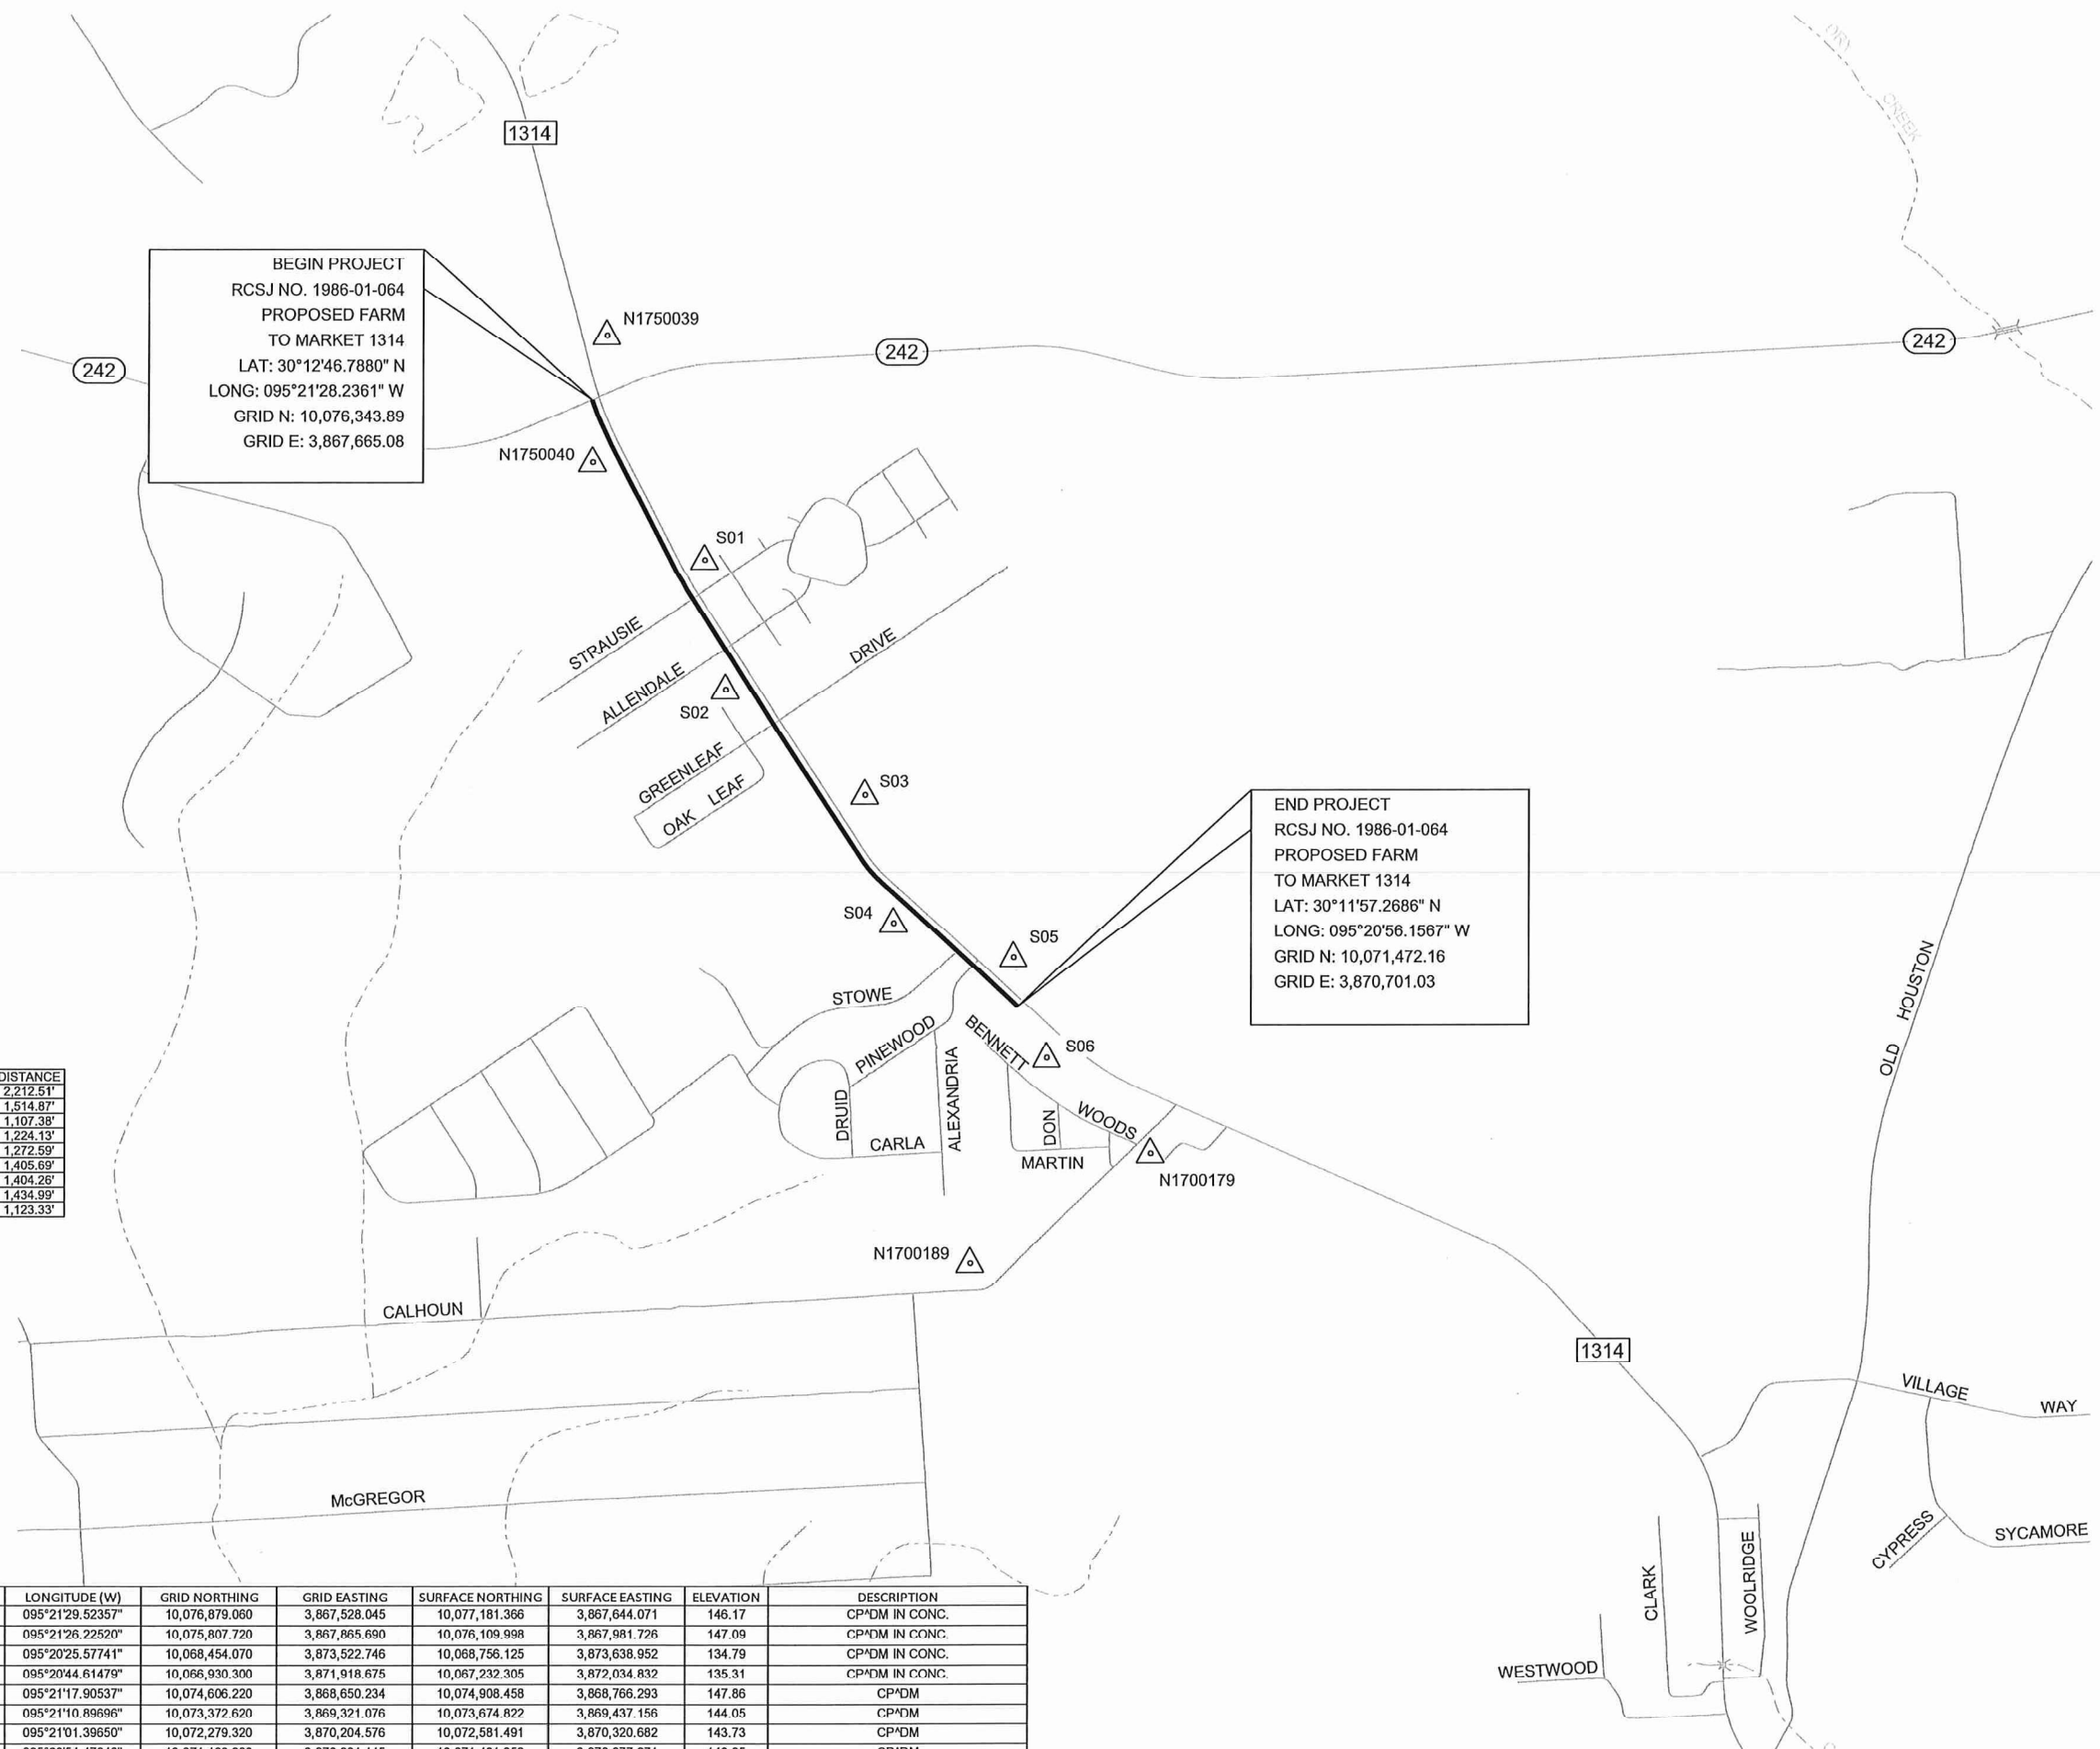 DRY
CREEK
1314
BEGIN PROJECT
RCSJ NO. 1986-01-064
PROPOSED FARM
TO MARKET 1314
LAT: 30°12'46.7880" N
LONG: 095°21'28.2361" W
GRID N: 10,076,343.89
GRID E: 3,867,665.08
N1750039
242
242
242
N1750040
S01
STRAUSIE
ALLENDALE
DRIVE
S02
GREENLEAF
OAK LEAF
S03
END PROJECT
RCSJ NO. 1986-01-064
PROPOSED FARM
TO MARKET 1314
LAT: 30°11'57.2686" N
LONG: 095°20'56.1567" W
GRID N: 10,071,472.16
GRID E: 3,870,701.03
S04
S05
OLD HOUSTON
STOWE
PINEWOOD
BENNETT
WOODS
S06
ALEXANDRIA
DRUID
DON
CARLA
MARTIN
N1700179
DISTANCE
2,212.51'
1,514.87'
1,107.38'
1,224.13'
1,272.59'
1,405.69'
1,404.26'
1,434.99'
1,123.33'
N1700189
CALHOUN
1314
VILLAGE WAY
McGREGOR
CYPRESS
SYCAMORE
CLARK
WOOLRIDGE
WESTWOOD
LONGITUDE (W) GRID NORTHING GRID EASTING SURFACE NORTHING SURFACE EASTING ELEVATION DESCRIPTION
095°21'29.52357" 10,076,879.060 3,867,528.045 10,077,181.366 3,867,644.071 146.17 CP^DM IN CONC.
095°21'26.22520" 10,075,807.720 3,867,865.690 10,076,109.998 3,867,981.726 147.09 CP^DM IN CONC.
095°20'25.57741" 10,068,454.070 3,873,522.746 10,068,756.125 3,873,638.952 134.79 CP^DM IN CONC.
095°20'44.61479" 10,066,930.300 3,871,918.675 10,067,232.305 3,872,034.832 135.31 CP^DM IN CONC.
095°21'17.90537" 10,074,606.220 3,868,650.234 10,074,908.458 3,868,766.293 147.86 CP^DM
095°21'10.89696" 10,073,372.620 3,869,321.076 10,073,674.822 3,869,437.156 144.05 CP^DM
095°21'01.39650" 10,072,279.320 3,870,204.576 10,072,581.491 3,870,320.682 143.73 CP^DM